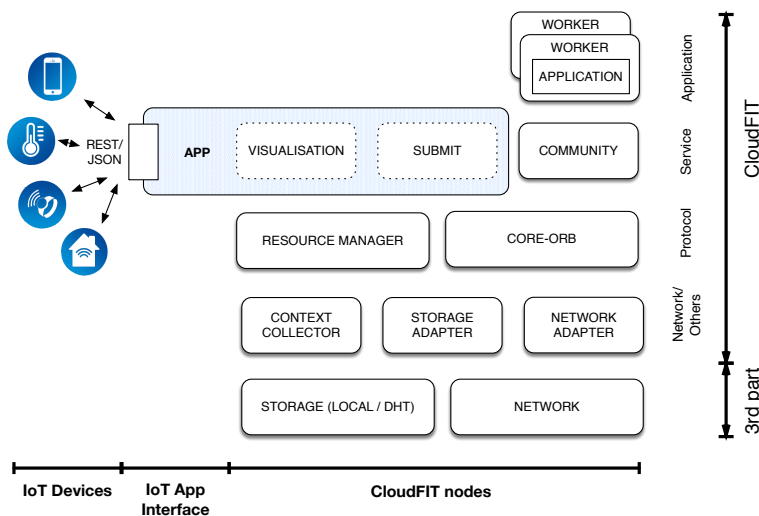 WORKER
WORKER
APPLICATION
REST/
JSON
APP
VISUALISATION
SUBMIT
COMMUNITY
RESOURCE MANAGER
CORE-ORB
CONTEXT
COLLECTOR
STORAGE
ADAPTER
NETWORK
ADAPTER
STORAGE (LOCAL / DHT)
NETWORK
Application
Service
Protocol
Network/
Others
CloudFIT
3rd part
IoT Devices
IoT App
Interface
CloudFIT nodes